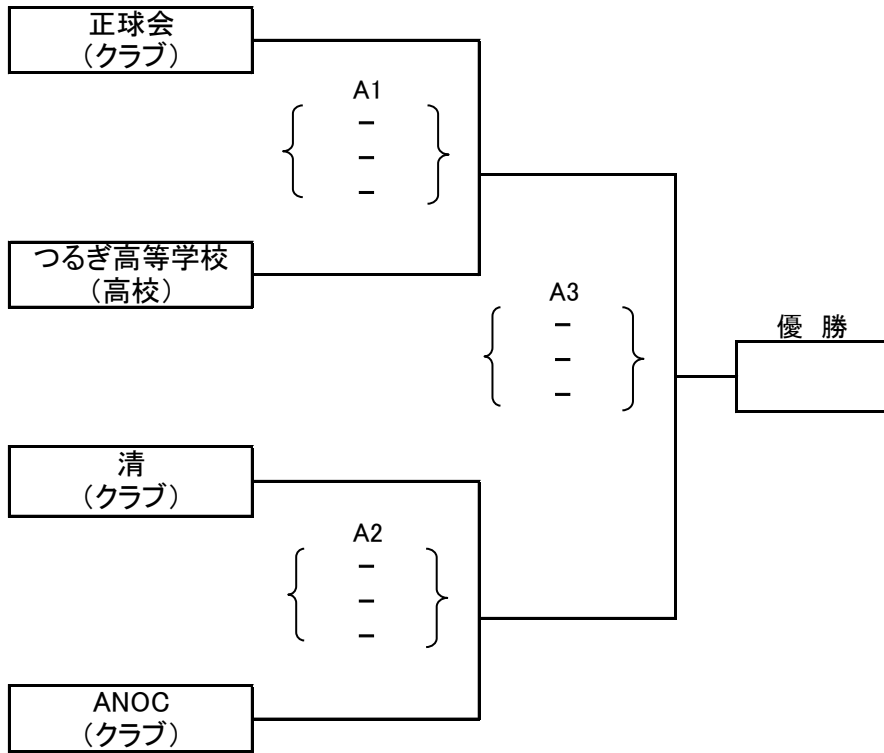 正球会
（クラブ）
A1
-
-
-
つるぎ高等学校
（高校）
A3
-
-
-
優　勝
清
（クラブ）
A2
-
-
-
ANOC
（クラブ）